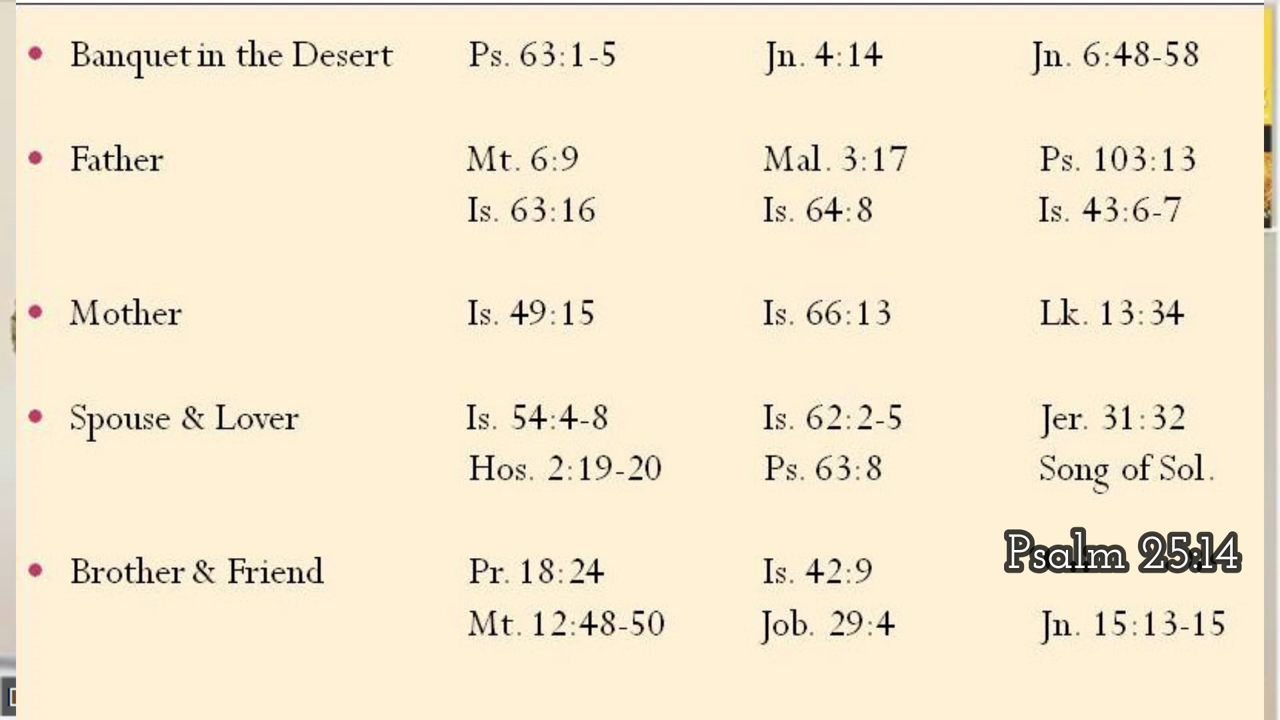 • Banquet in the Desert Ps. 63:1-5 Jn. 4:14 Jn. 6:48-58
• Father Mt. 6:9 Mal. 3:17 Ps. 103:13
Is. 63:16 Is. 64:8 Is. 43:6-7
• Mother Is. 49:15 Is. 66:13 Lk. 13:34
• Spouse & Lover Is. 54:4-8 Is. 62:2-5 Jer. 31:32
Hos. 2:19-20 Ps. 63:8 Song of Sol.
• Brother & Friend Pr. 18:24 Is. 42:9 Psalm 25:14
Mt. 12:48-50 Job. 29:4 Jn. 15:13-15